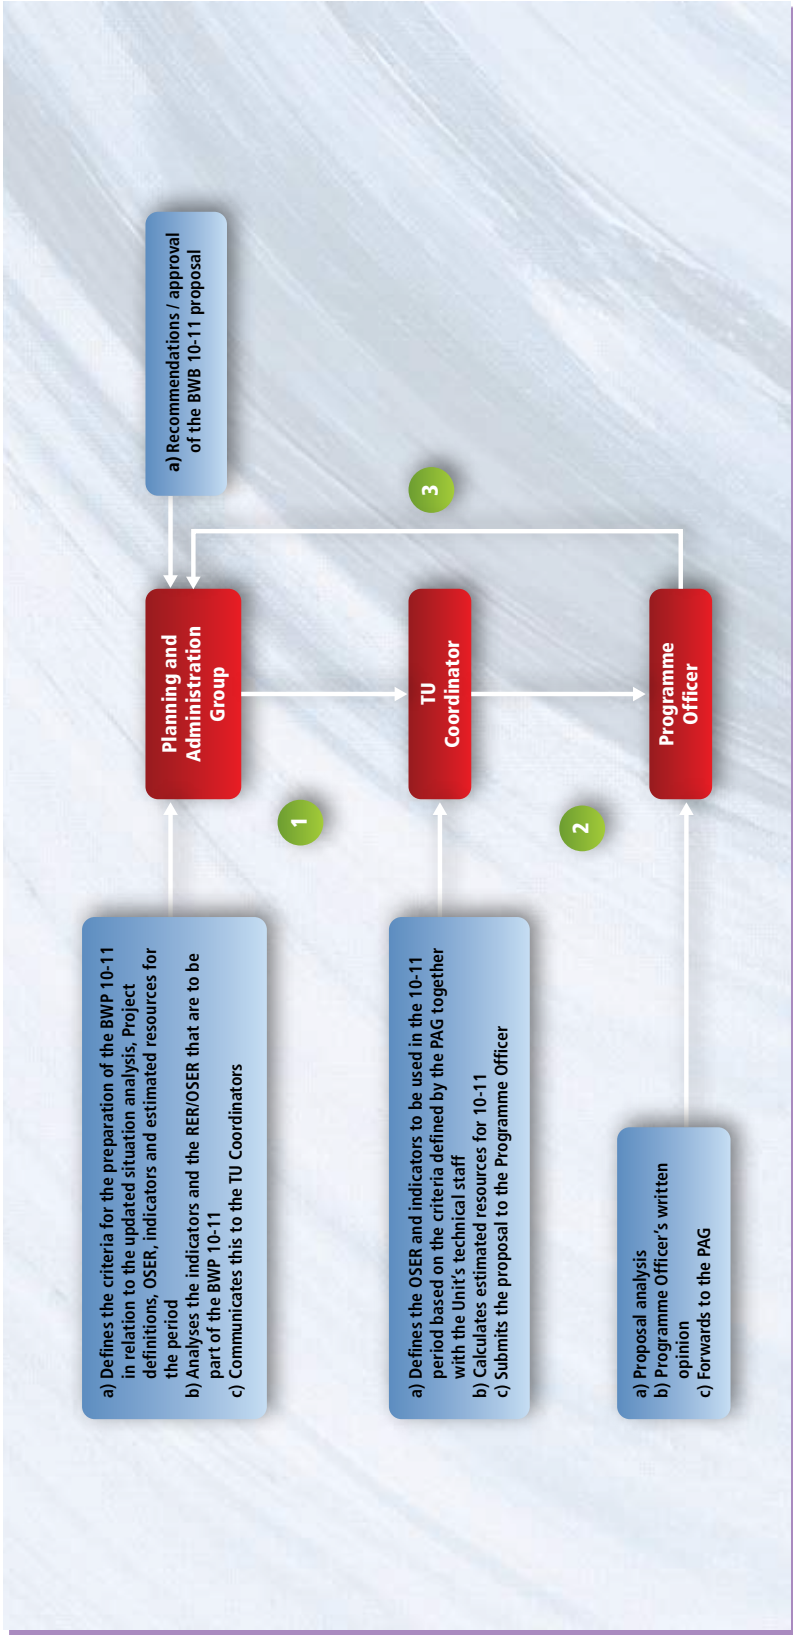 a) Defines the criteria for the preparation of the BWP 10-11
in relation to the updated situation analysis, Project
definitions, OSER, indicators and estimated resources for
the period
b) Analyses the indicators and the RER/OSER that are to be
part of the BWP 10-11
c) Communicates this to the TU Coordinators
Planning and
Administration
Group
a) Recommendations / approval
of the BWB 10-11 proposal
1
a) Defines the OSER and indicators to be used in the 10-11
period based on the criteria defined by the PAG together
with the Unit's technical staff
b) Calculates estimated resources for 10-11
c) Submits the proposal to the Programme Officer
TU
Coordinator
3
2
a) Proposal analysis
b) Programme Officer's written
opinion
c) Forwards to the PAG
Programme
Officer